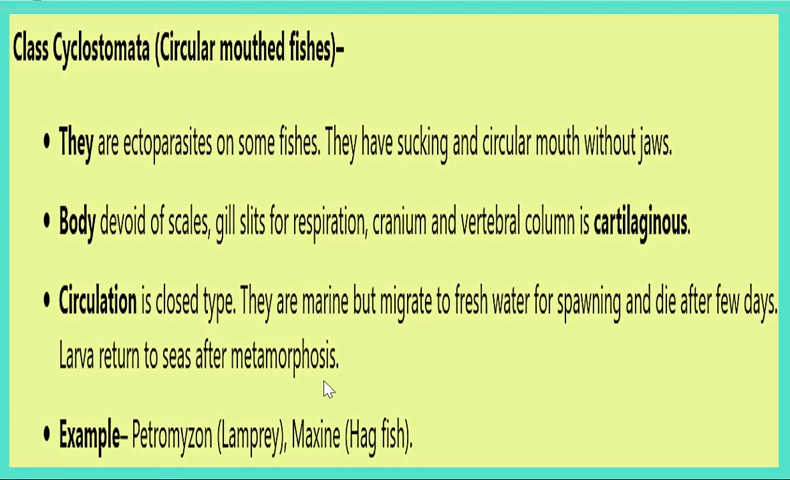 Class Cyclostomata (Circular mouthed fishes)–
• They are ectoparasites on some fishes. They have sucking and circular mouth without jaws.
• Body devoid of scales, gill slits for respiration, cranium and vertebral column is cartilaginous.
• Circulation is closed type. They are marine but migrate to fresh water for spawning and die after few days.
Larva return to seas after metamorphosis.
• Example– Petromyzon (Lamprey), Maxine (Hag fish).